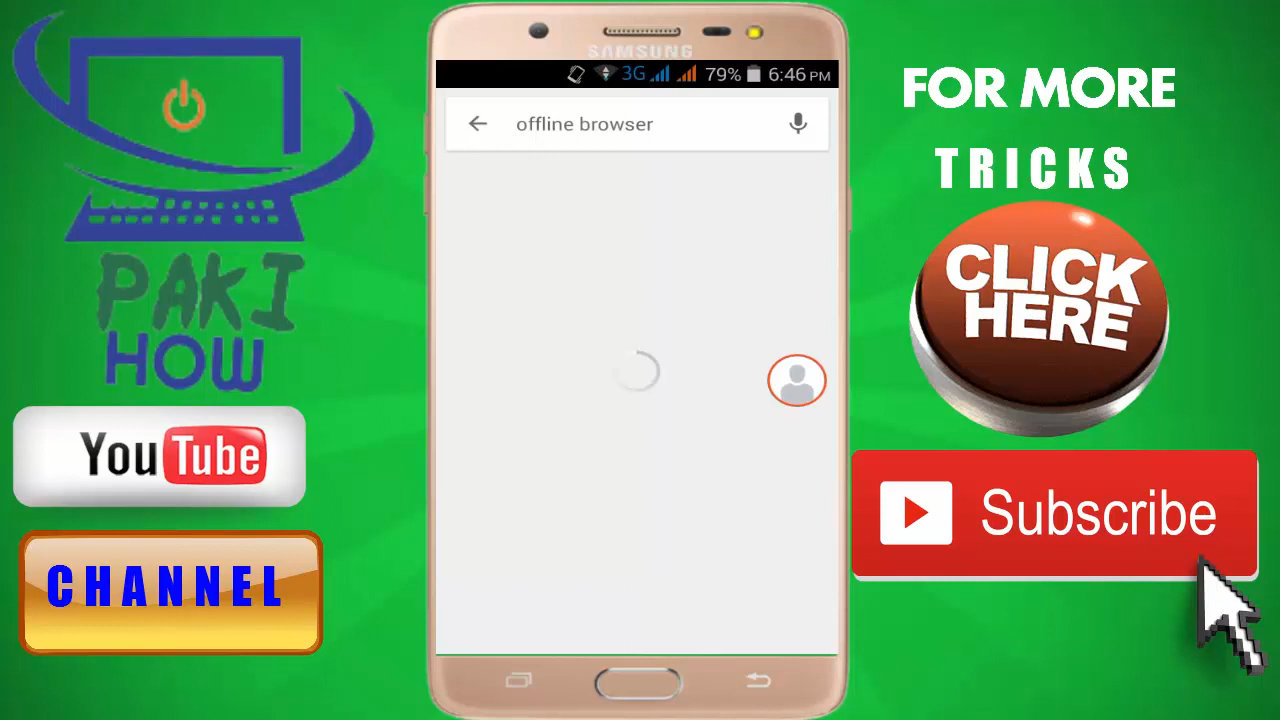 PAKI
HOW
YouTube
CHANNEL
SAMSUNG
3G 79% 6:46 PM
offline browser
FOR MORE
TRICKS
CLICK
HERE
Subscribe